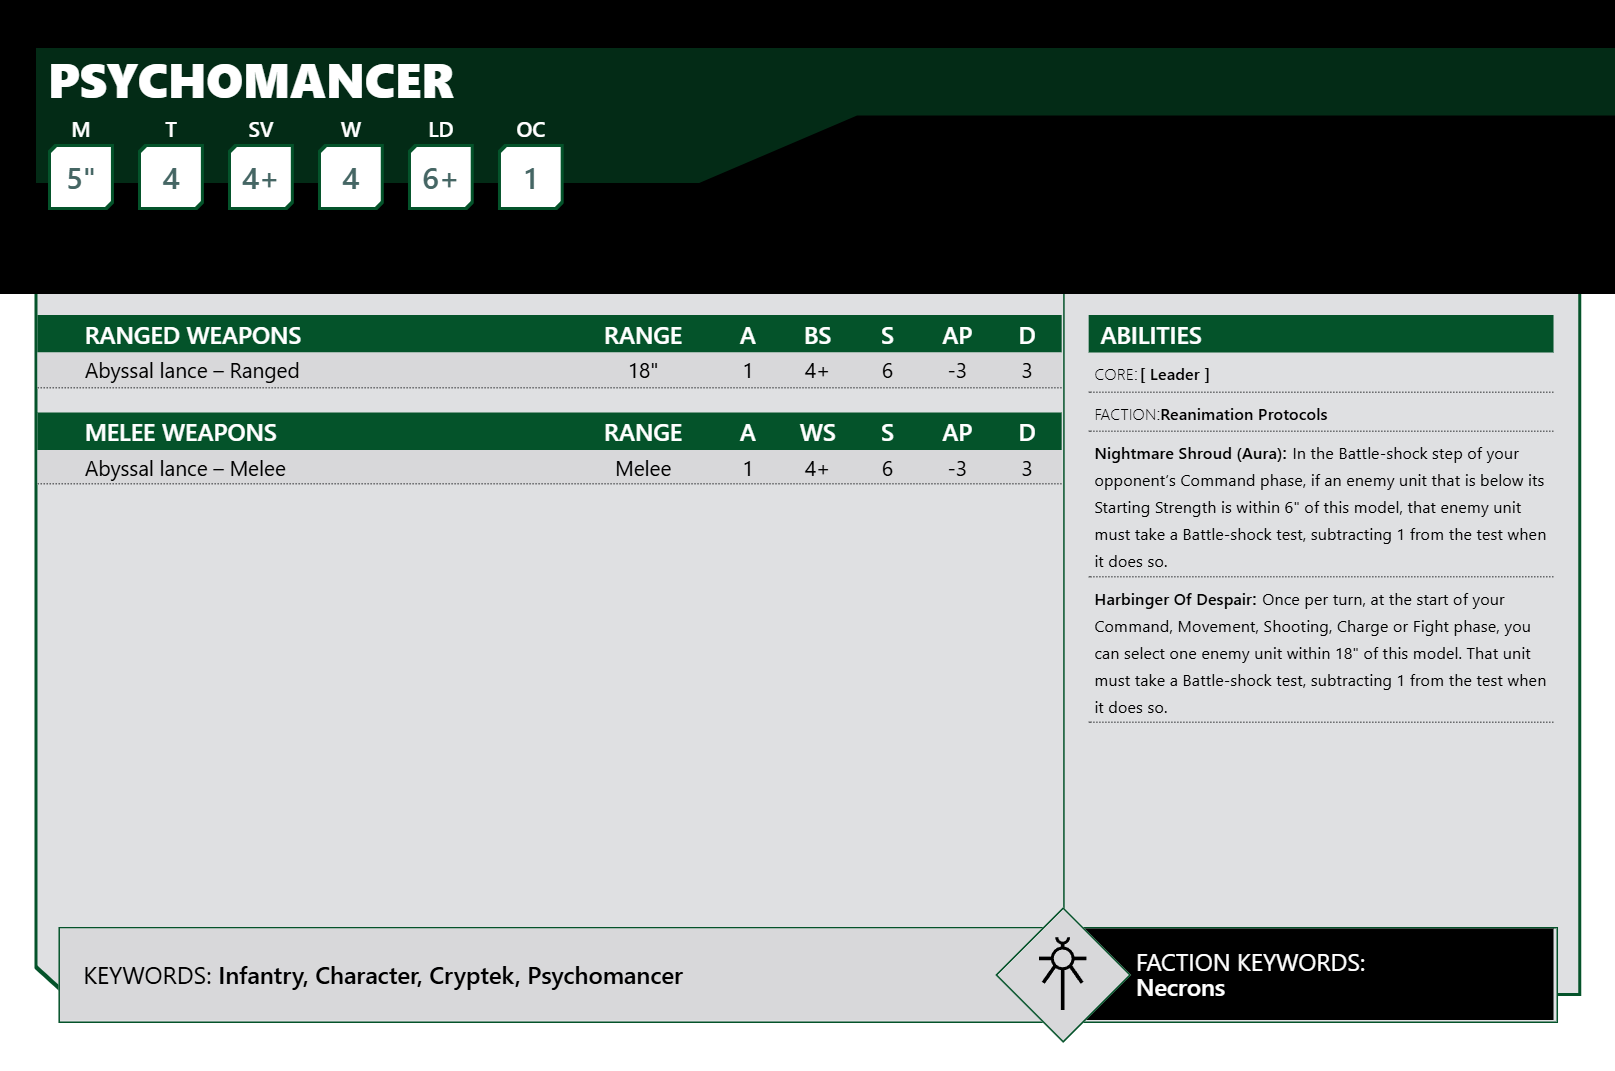 PSYCHOMANCER
M T SV W LD OC
5" 4 4+ 4 6+ 1
RANGED WEAPONS RANGE A BS S AP D
Abyssal lance – Ranged 18" 1 4+ 6 -3 3
MELEE WEAPONS RANGE A WS S AP D
Abyssal lance – Melee Melee 1 4+ 6 -3 3
ABILITIES
CORE: [ Leader ]
FACTION: Reanimation Protocols
Nightmare Shroud (Aura): In the Battle-shock step of your
opponent’s Command phase, if an enemy unit that is below its
Starting Strength is within 6" of this model, that enemy unit
must take a Battle-shock test, subtracting 1 from the test when
it does so.
Harbinger Of Despair: Once per turn, at the start of your
Command, Movement, Shooting, Charge or Fight phase, you
can select one enemy unit within 18" of this model. That unit
must take a Battle-shock test, subtracting 1 from the test when
it does so.
KEYWORDS: Infantry, Character, Cryptek, Psychomancer
FACTION KEYWORDS:
Necrons